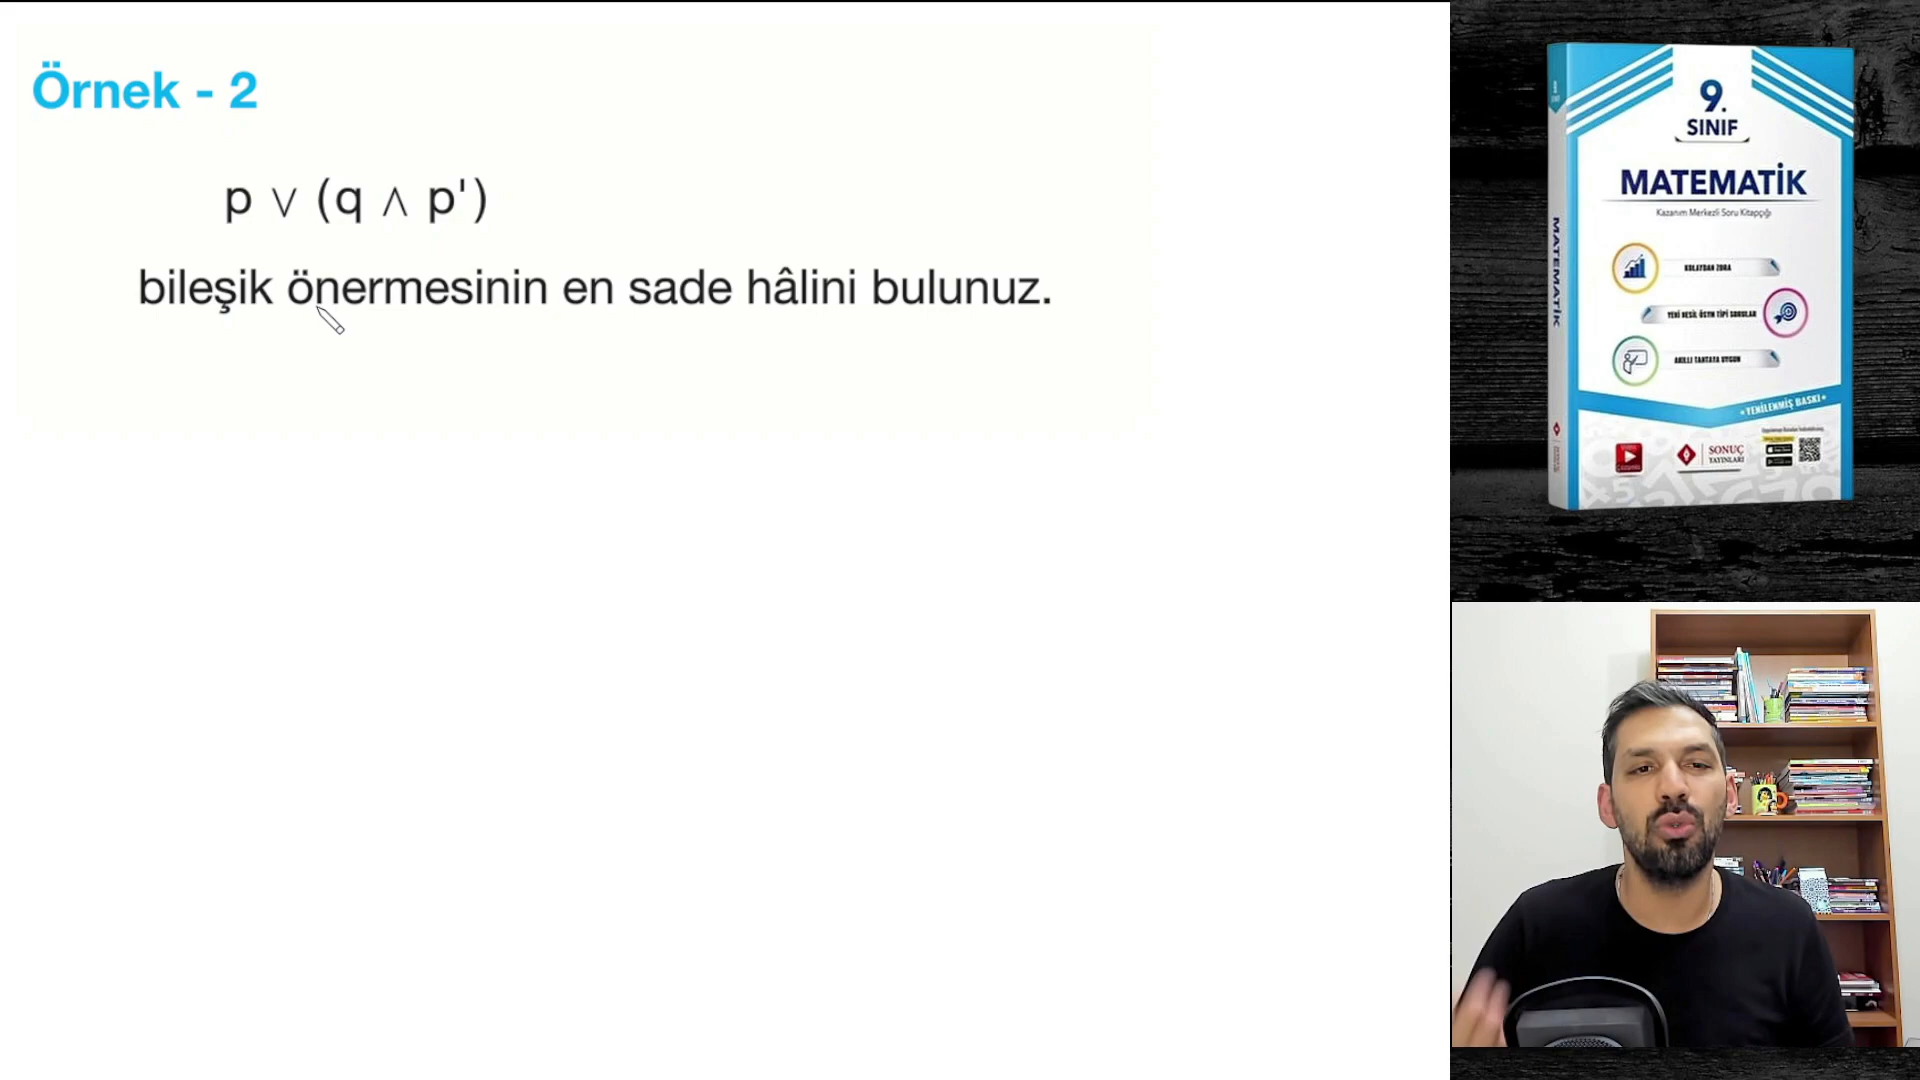 Örnek - 2
p ∨ (q ∧ p')
bileşik önermesinin en sade hâlini bulunuz.
9.
SINIF
MATEMATİK
Kazanım Merkezli Soru Kitapçığı
KOLAYDAN ZORA
YENİ NESİL ÖSYM TİPİ SORULAR
AKILLI TAHTAYA UYGUN
• YENİLENMİŞ BASKI •
SONUÇ
YAYINLARI
MATEMATİK